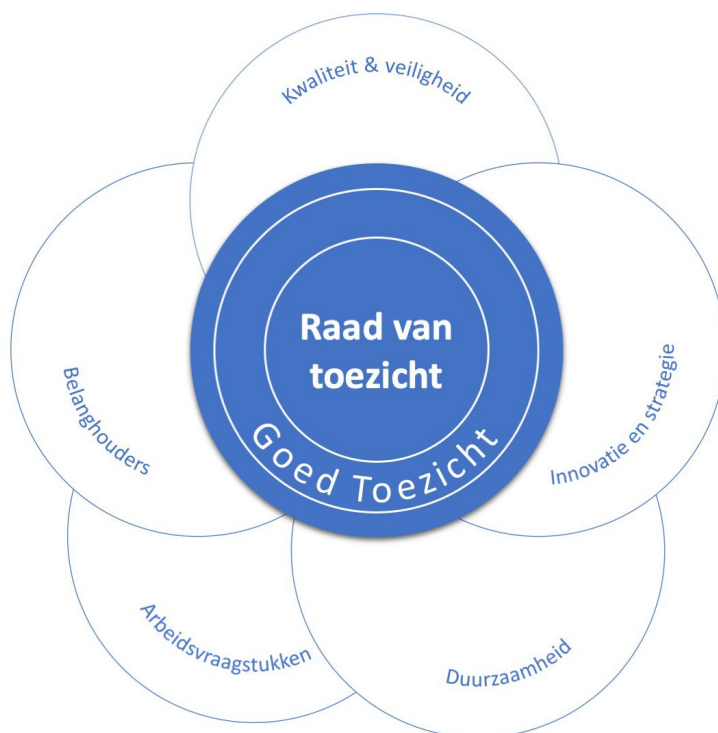 Kwaliteit & veiligheid
Raad van
toezicht
Goed Toezicht
Belanghouders
Innovatie en strategie
Arbeidsvraagstukken
Duurzaamheid